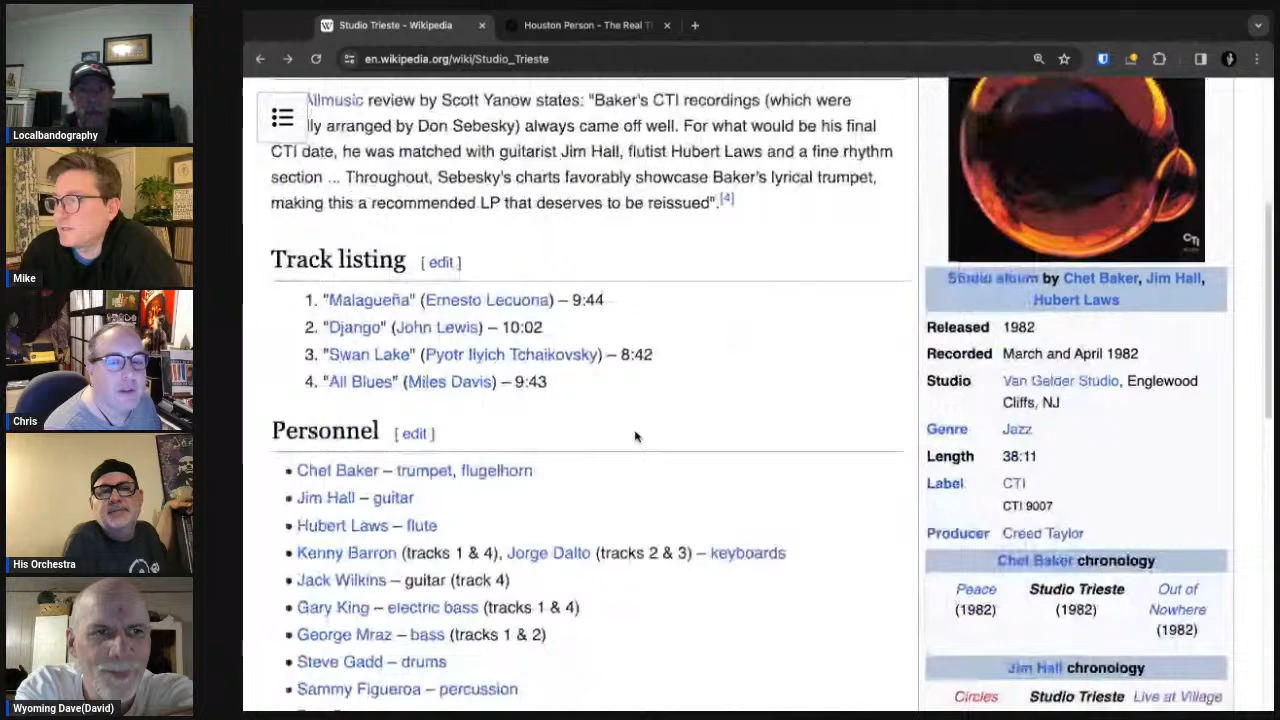 Localbandography
Mike
Chris
His Orchestra
Wyoming Dave(David)
Studio Trieste - Wikipedia
Houston Person - The Real T
en.wikipedia.org/wiki/Studio_Trieste
Allmusic review by Scott Yanow states: "Baker's CTI recordings (which were
arranged by Don Sebesky) always came off well. For what would be his final
CTI date, he was matched with guitarist Jim Hall, flutist Hubert Laws and a fine rhythm
section ... Throughout, Sebesky's charts favorably showcase Baker's lyrical trumpet,
making this a recommended LP that deserves to be reissued".[4]
Track listing [ edit ]
1. "Malagueña" (Ernesto Lecuona) – 9:44
2. "Django" (John Lewis) – 10:02
3. "Swan Lake" (Pyotr Ilyich Tchaikovsky) – 8:42
4. "All Blues" (Miles Davis) – 9:43
Personnel [ edit ]
• Chet Baker – trumpet, flugelhorn
• Jim Hall – guitar
• Hubert Laws – flute
• Kenny Barron (tracks 1 & 4), Jorge Dalto (tracks 2 & 3) – keyboards
• Jack Wilkins – guitar (track 4)
• Gary King – electric bass (tracks 1 & 4)
• George Mraz – bass (tracks 1 & 2)
• Steve Gadd – drums
• Sammy Figueroa – percussion
CTI
Studio album by Chet Baker, Jim Hall,
Hubert Laws
Released 1982
Recorded March and April 1982
Studio Van Gelder Studio, Englewood
Cliffs, NJ
Genre Jazz
Length 38:11
Label CTI
CTI 9007
Producer Creed Taylor
Chet Baker chronology
Peace Studio Trieste Out of
(1982) (1982) Nowhere
(1982)
Jim Hall chronology
Circles Studio Trieste Live at Village